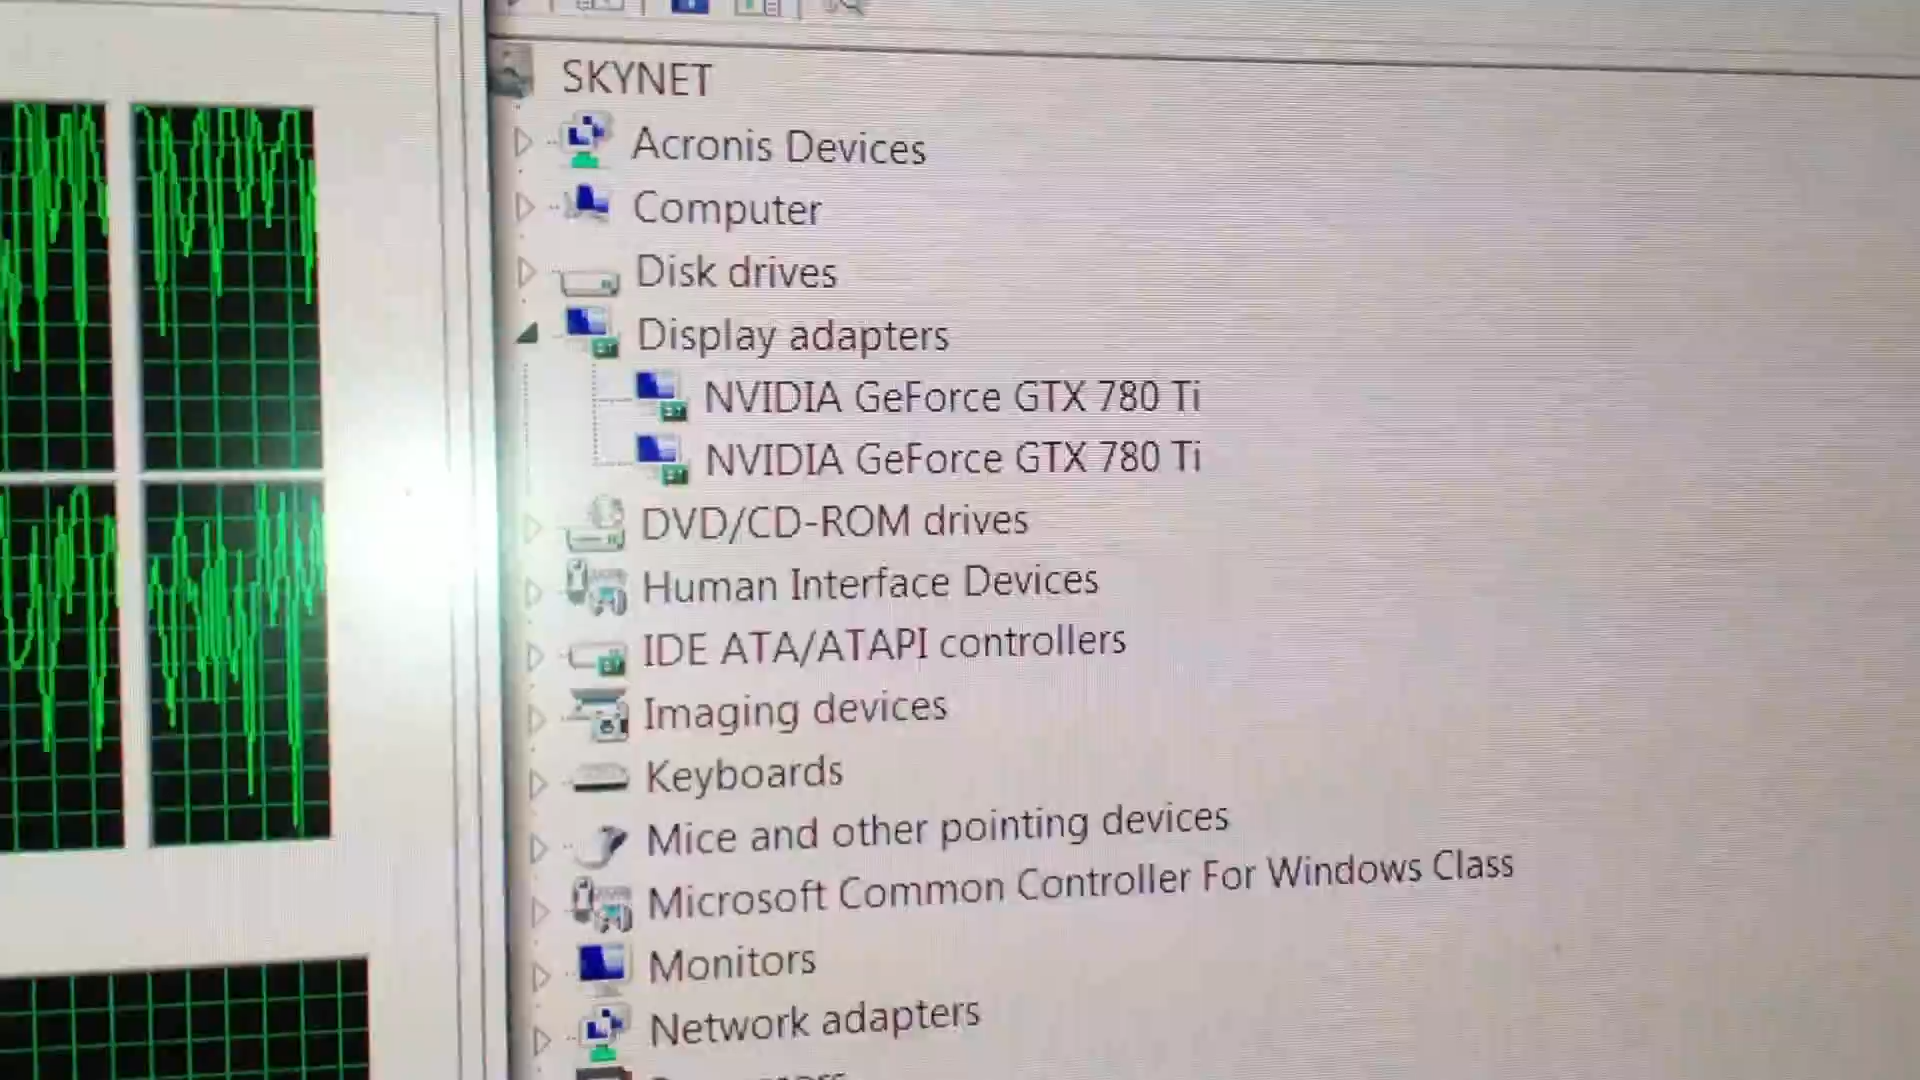 SKYNET
Acronis Devices
Computer
Disk drives
Display adapters
NVIDIA GeForce GTX 780 Ti
NVIDIA GeForce GTX 780 Ti
DVD/CD-ROM drives
Human Interface Devices
IDE ATA/ATAPI controllers
Imaging devices
Keyboards
Mice and other pointing devices
Microsoft Common Controller For Windows Class
Monitors
Network adapters